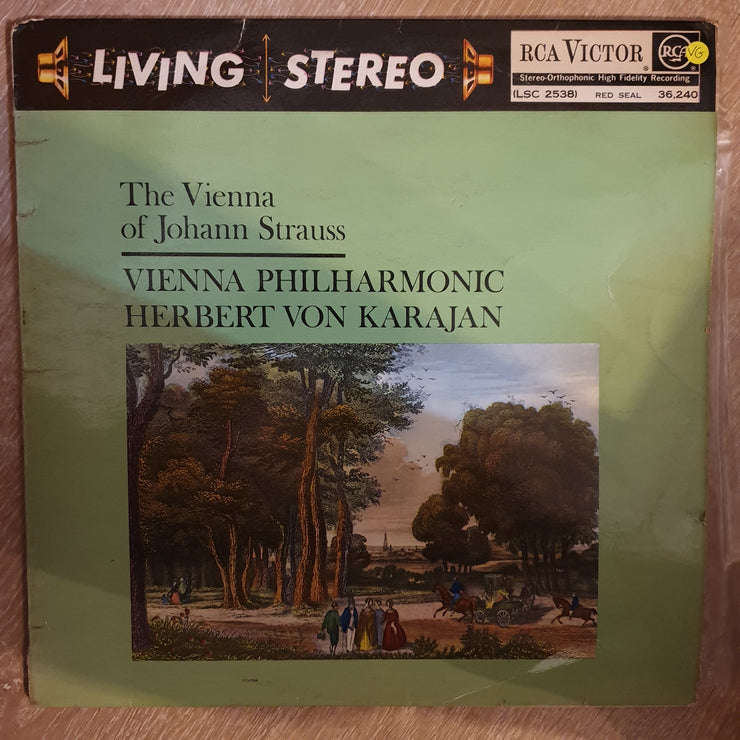 LIVING STEREO
RCA VICTOR
RCA
VG
Stereo-Orthophonic High Fidelity Recording
(LSC 2538) RED SEAL 36,240
The Vienna
of Johann Strauss
VIENNA PHILHARMONIC
HERBERT VON KARAJAN